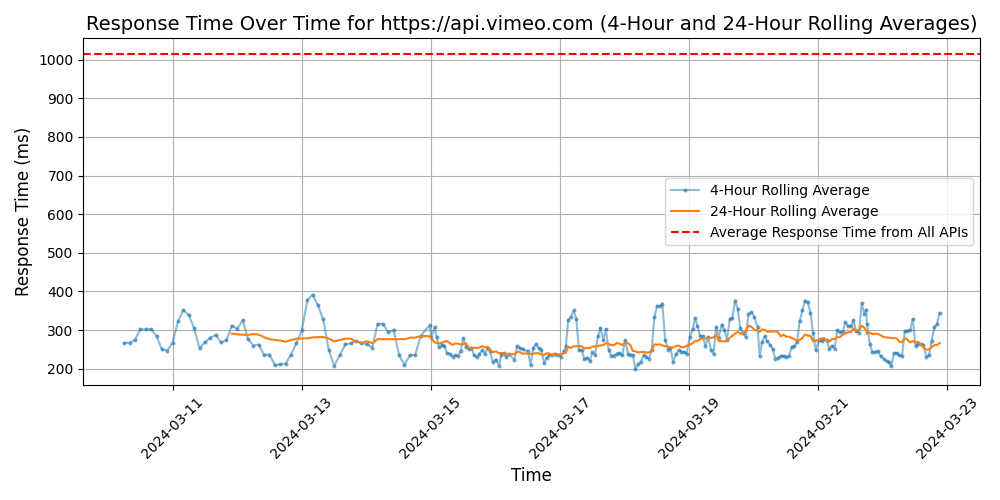 Response Time Over Time for https://api.vimeo.com (4-Hour and 24-Hour Rolling Averages)
1000
900
800
700
600
500
400
300
200
Response Time (ms)
4-Hour Rolling Average
24-Hour Rolling Average
Average Response Time from All APIs
2024-03-11
2024-03-13
2024-03-15
2024-03-17
2024-03-19
2024-03-21
2024-03-23
Time